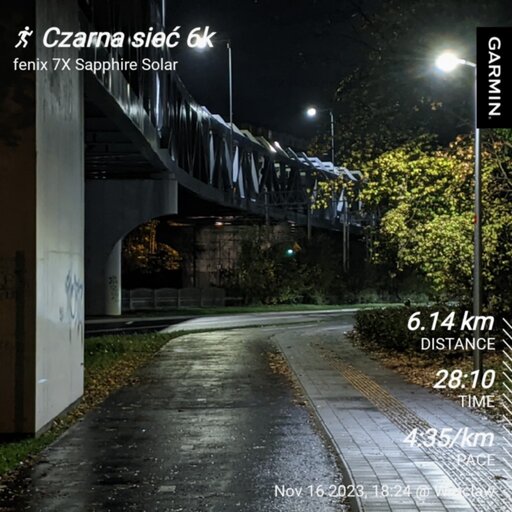 Czarna sieć 6k
fenix 7X Sapphire Solar
GARMIN
6.14 km
DISTANCE
28:10
TIME
4:35/km
PACE
Nov 16 2023, 18:24 @ Wrocław